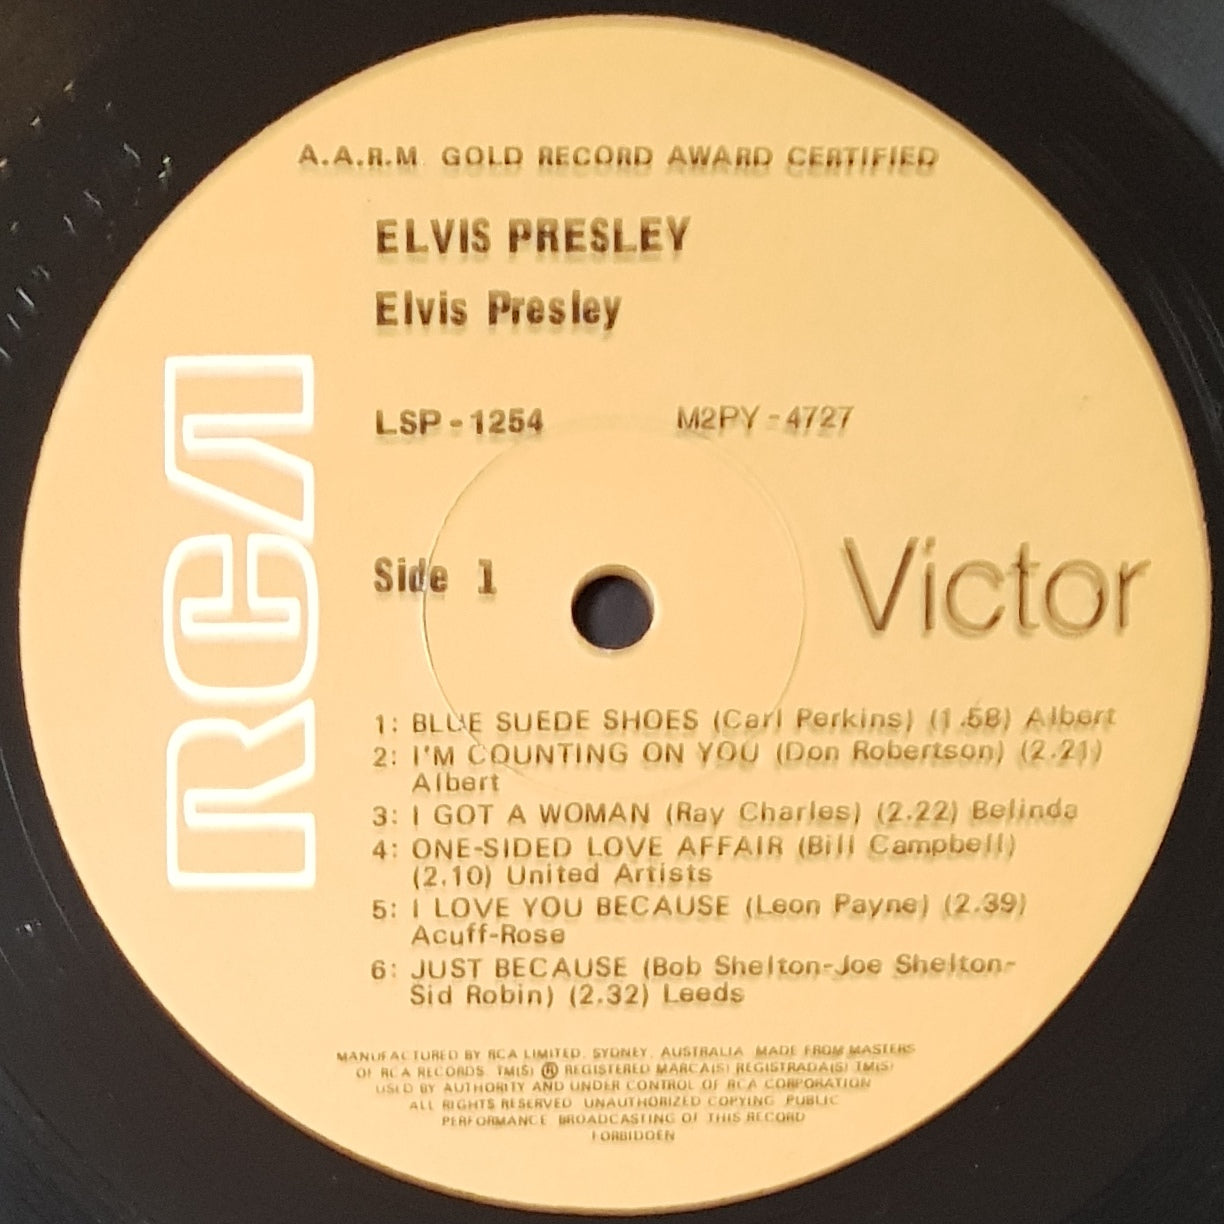 A.A.R.M. GOLD RECORD AWARD CERTIFIED
ELVIS PRESLEY
Elvis Presley
LSP-1254 M2PY-4727
RCA
Side 1
Victor
1: BLUE SUEDE SHOES (Carl Perkins) (1.58) Albert
2: I'M COUNTING ON YOU (Don Robertson) (2.21)
Albert
3: I GOT A WOMAN (Ray Charles) (2.22) Belinda
4: ONE-SIDED LOVE AFFAIR (Bill Campbell)
(2.10) United Artists
5: I LOVE YOU BECAUSE (Leon Payne) (2.39)
Acuff-Rose
6: JUST BECAUSE (Bob Shelton-Joe Shelton-
Sid Robin) (2.32) Leeds
MANUFACTURED BY RCA LIMITED. SYDNEY. AUSTRALIA MADE FROM MASTERS
OF RCA RECORDS. TM(S) ® REGISTERED MARCA(S) REGISTRADA(S) TM(S)
USED BY AUTHORITY AND UNDER CONTROL OF RCA CORPORATION
ALL RIGHTS RESERVED UNAUTHORIZED COPYING PUBLIC
PERFORMANCE BROADCASTING OF THIS RECORD
FORBIDDEN